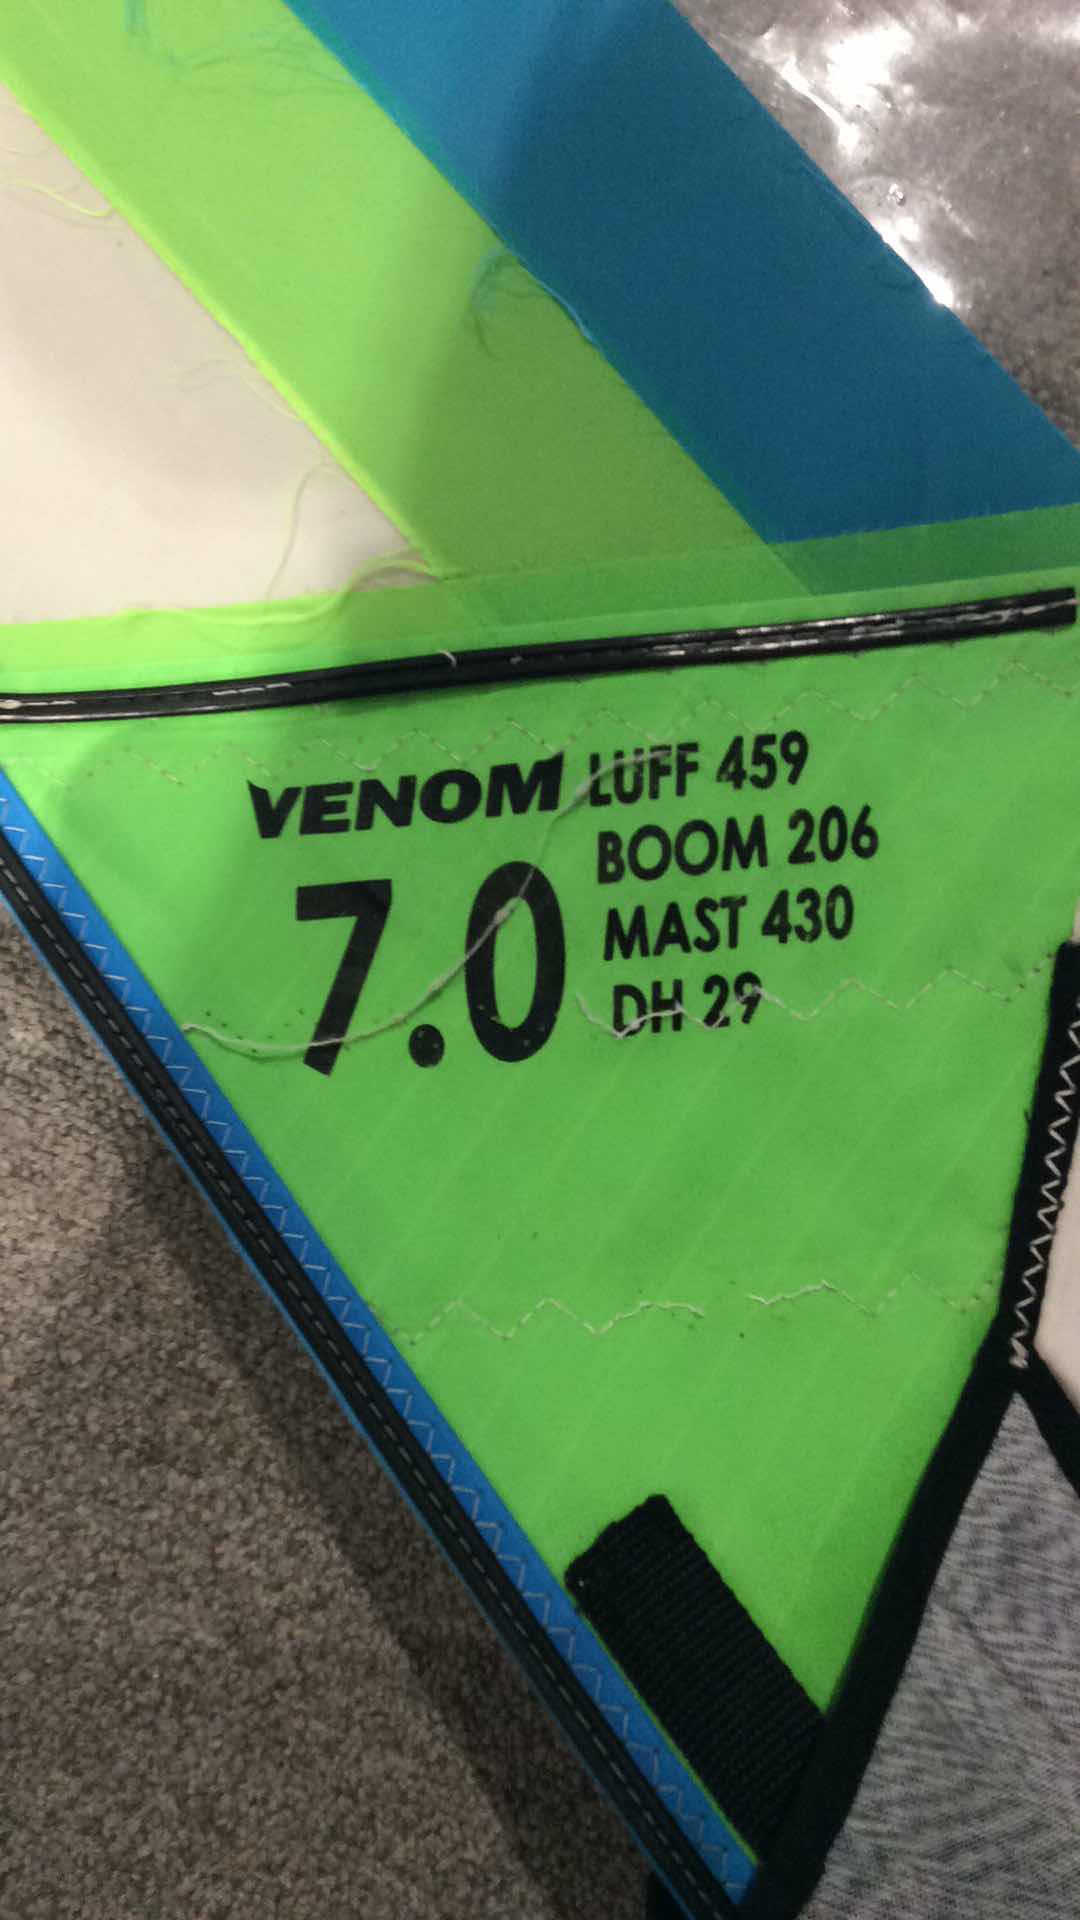 VENOM
7.0
LUFF 459
BOOM 206
MAST 430
DH 29